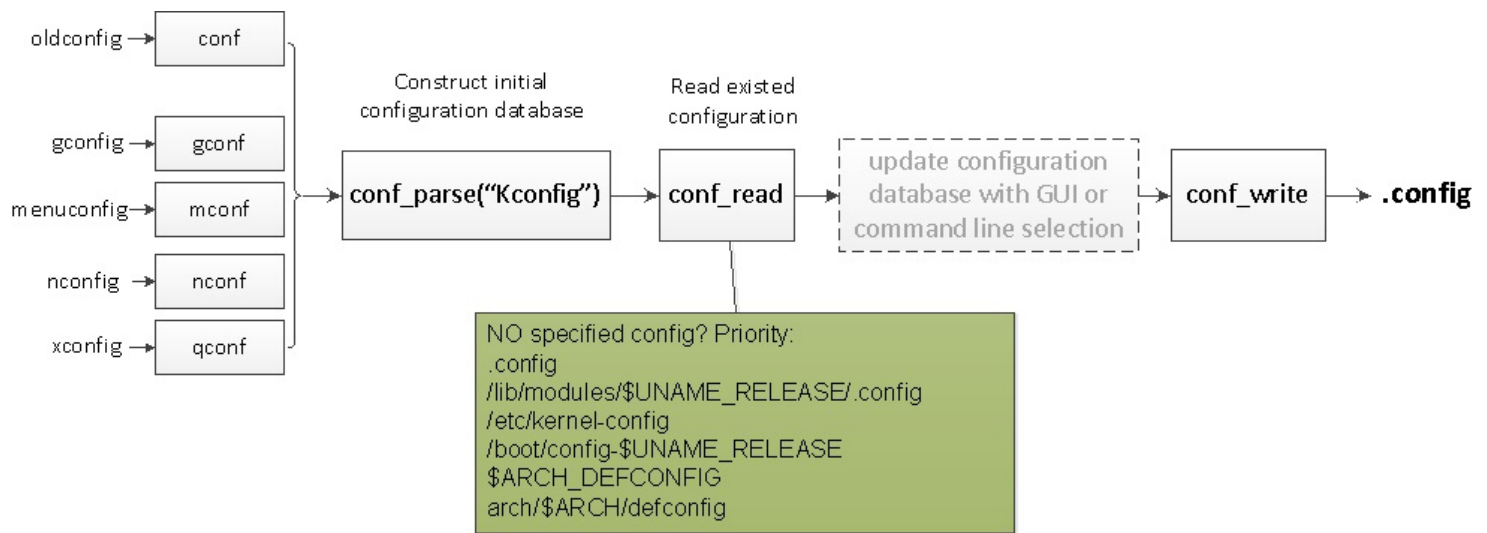 oldconfig
conf
gconfig
gconf
menuconfig
mconf
nconfig
nconf
xconfig
qconf
Construct initial
configuration database
conf_parse(“Kconfig”)
Read existed
configuration
conf_read
update configuration
database with GUI or
command line selection
conf_write
.config
NO specified config? Priority:
.config
/lib/modules/$UNAME_RELEASE/.config
/etc/kernel-config
/boot/config-$UNAME_RELEASE
$ARCH_DEFCONFIG
arch/$ARCH/defconfig